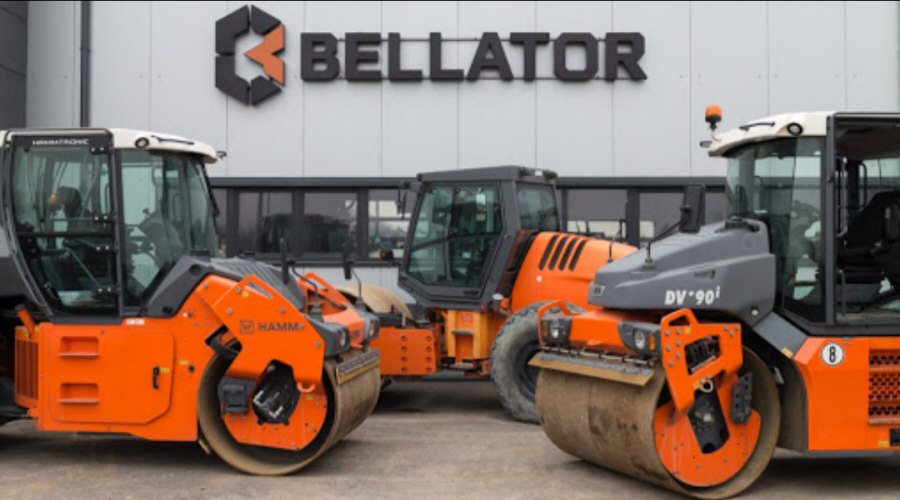 BELLATOR
HAMMTRONIC
HAMM
DV+90i
8